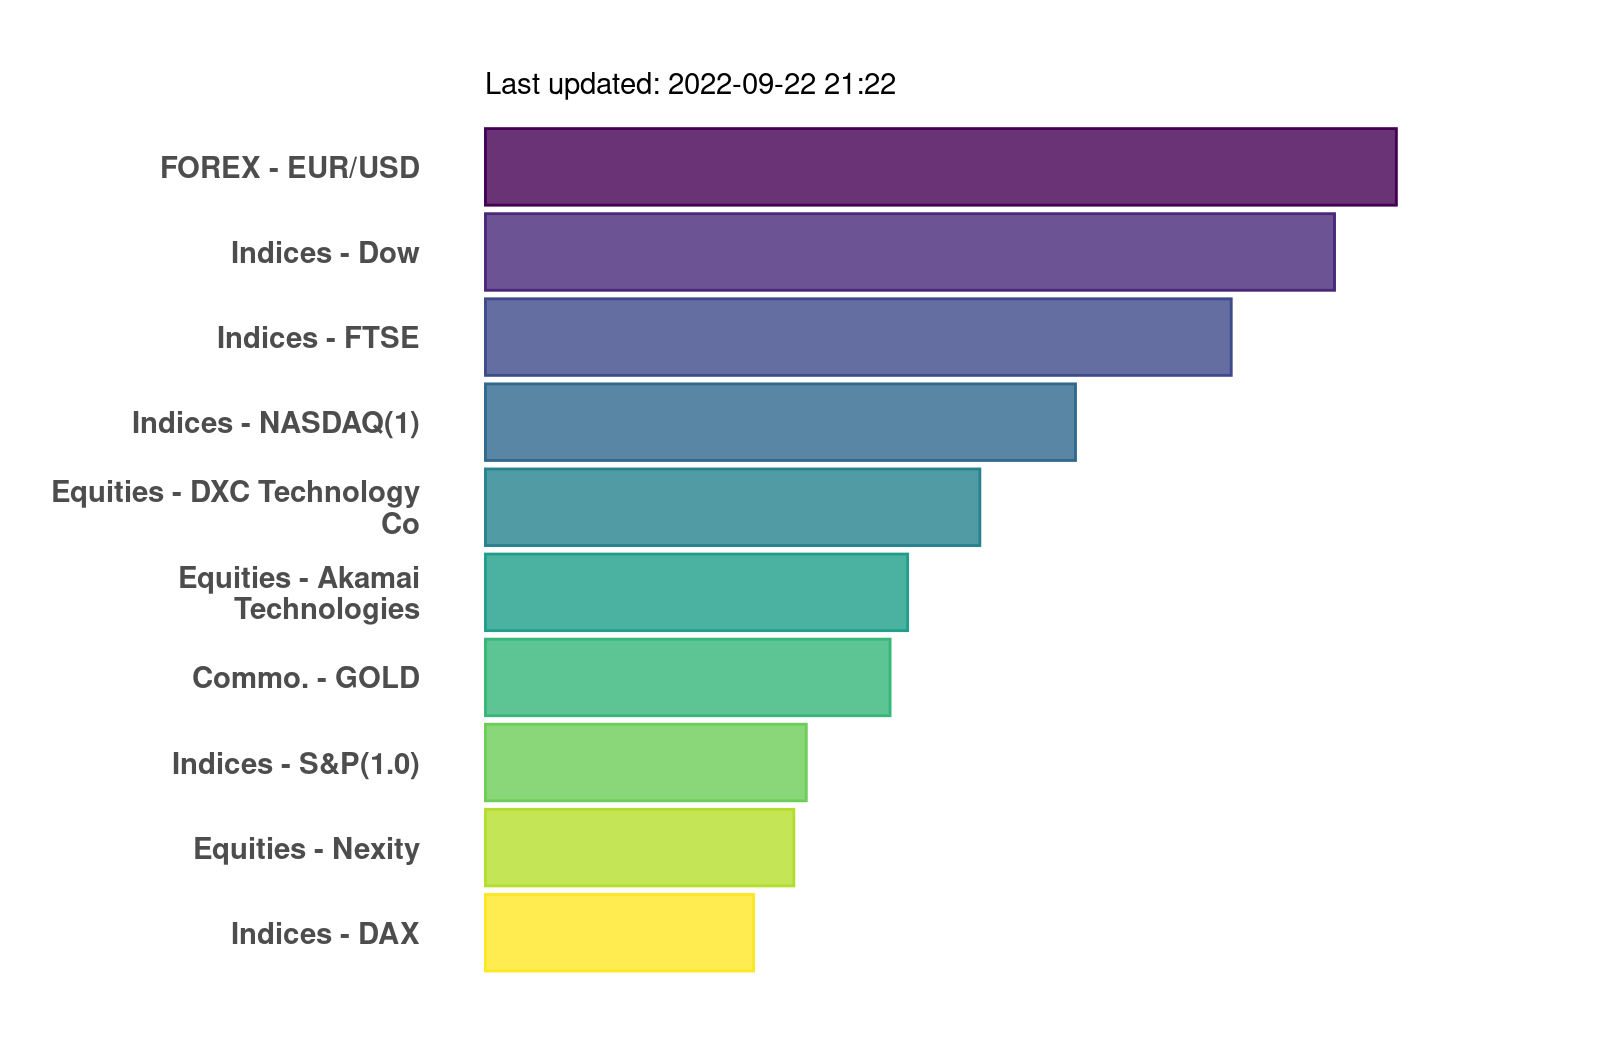 Last updated: 2022-09-22 21:22
FOREX - EUR/USD
Indices - Dow
Indices - FTSE
Indices - NASDAQ(1)
Equities - DXC Technology
Co
Equities - Akamai
Technologies
Commo. - GOLD
Indices - S&P(1.0)
Equities - Nexity
Indices - DAX